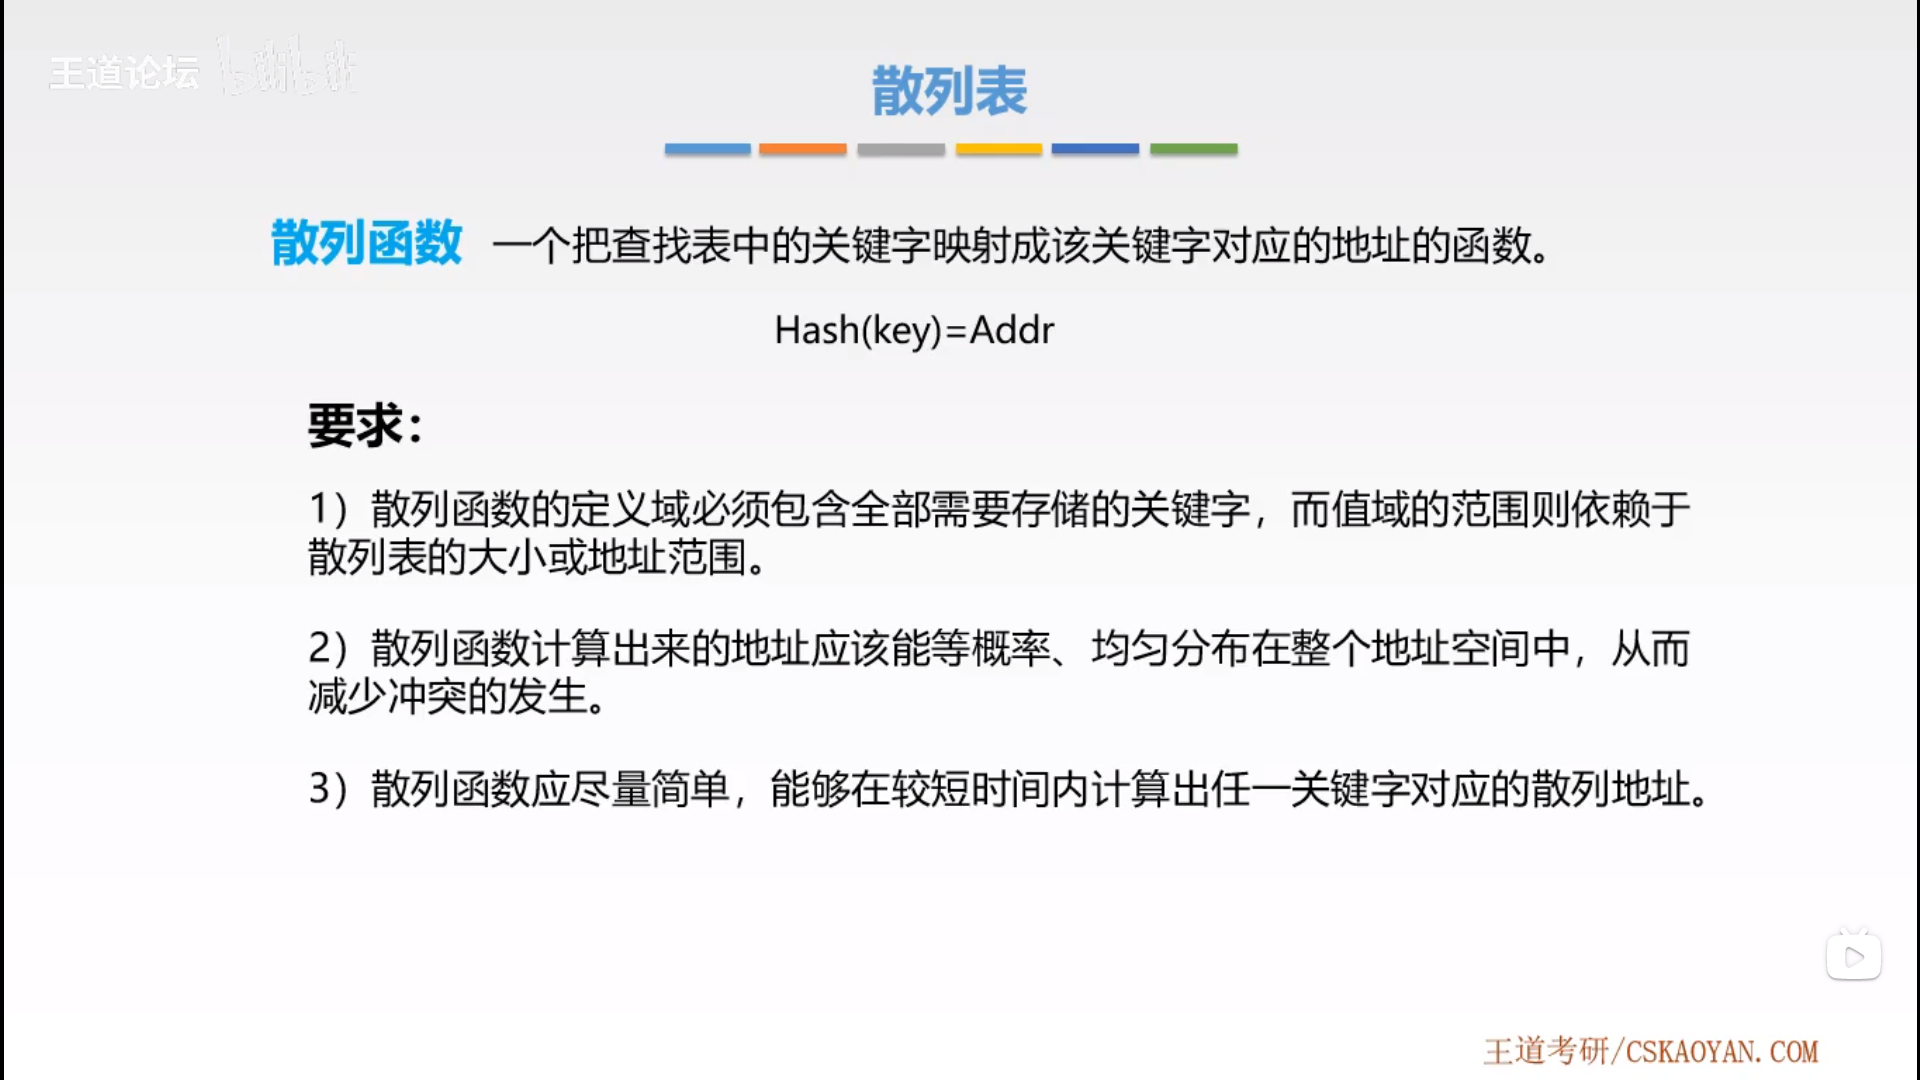 王道论坛 bilibili
散列表
散列函数 一个把查找表中的关键字映射成该关键字对应的地址的函数。
Hash(key)=Addr
要求：
1）散列函数的定义域必须包含全部需要存储的关键字，而值域的范围则依赖于
散列表的大小或地址范围。
2）散列函数计算出来的地址应该能等概率、均匀分布在整个地址空间中，从而
减少冲突的发生。
3）散列函数应尽量简单，能够在较短时间内计算出任一关键字对应的散列地址。
王道考研/CSKAOYAN.COM